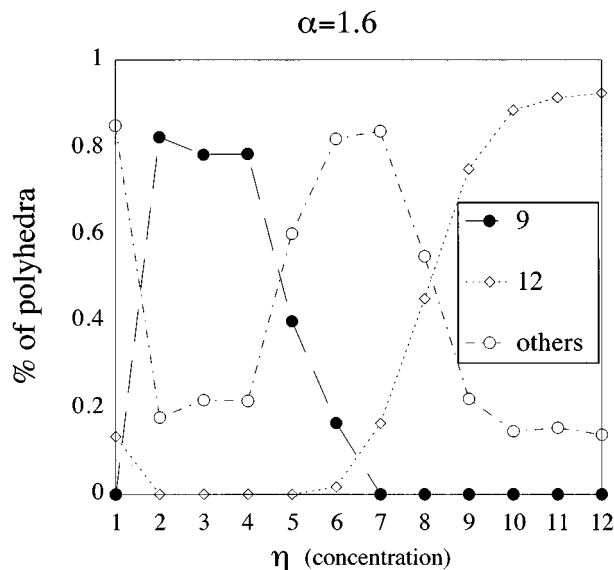 α=1.6
1
0.8
0.6
0.4
0.2
0
% of polyhedra
9
12
others
1 2 3 4 5 6 7 8 9 10 11 12
η (concentration)